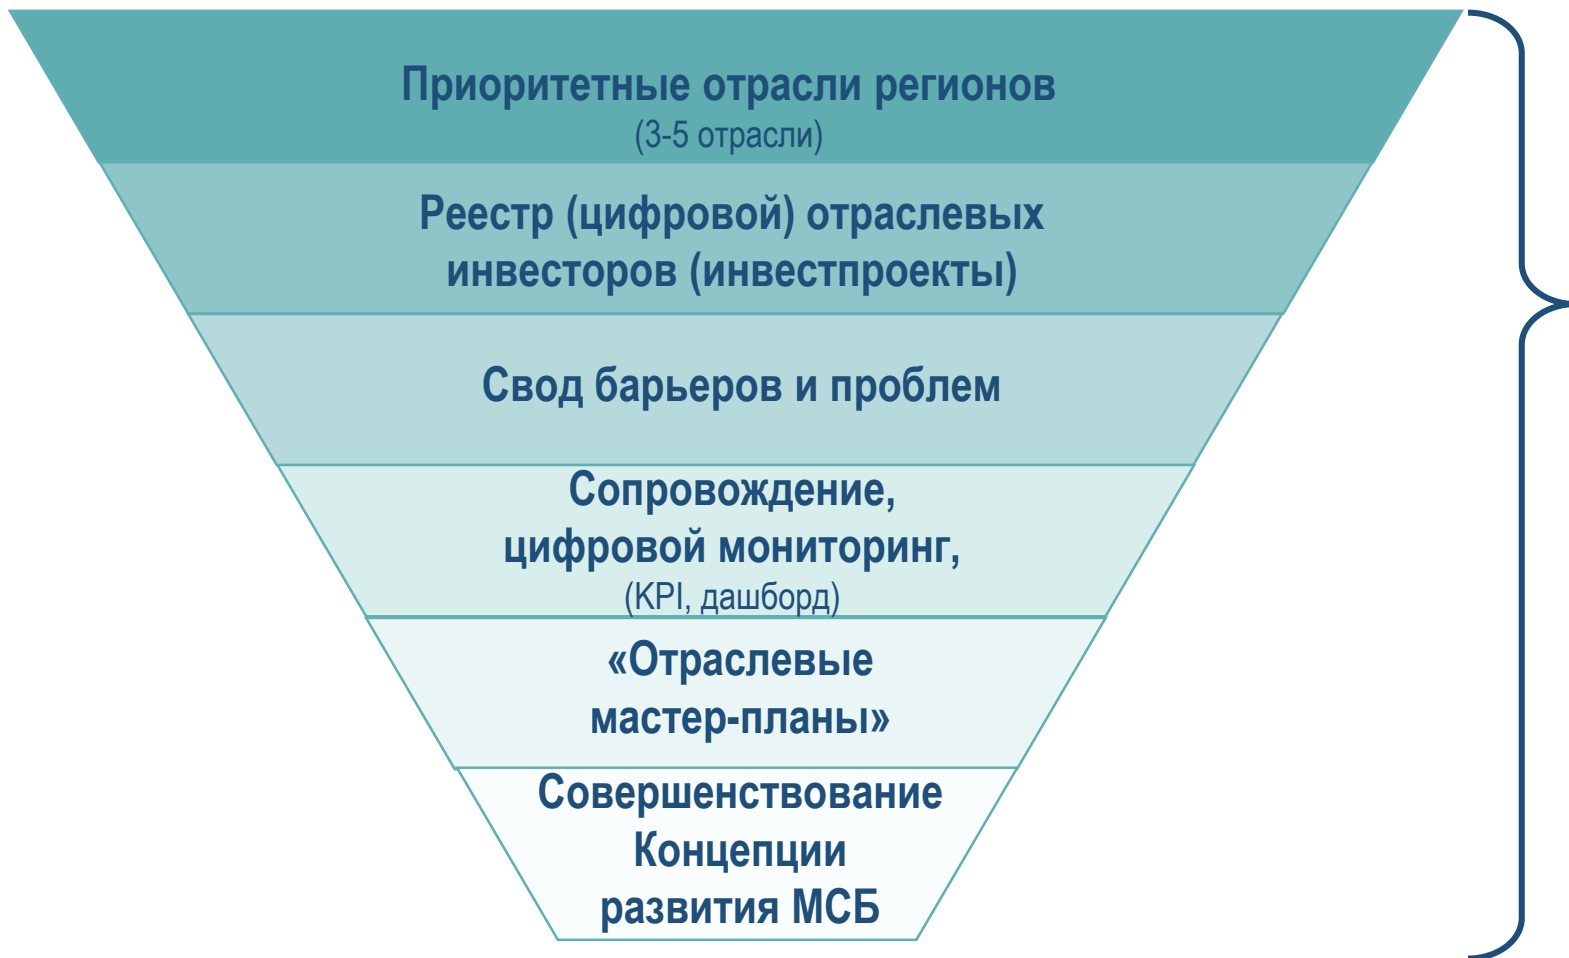 Приоритетные отрасли регионов
(3-5 отрасли)
Реестр (цифровой) отраслевых
инвесторов (инвестпроекты)
Свод барьеров и проблем
Сопровождение,
цифровой мониторинг,
(KPI, дашборд)
«Отраслевые
мастер-планы»
Совершенствование
Концепции
развития МСБ